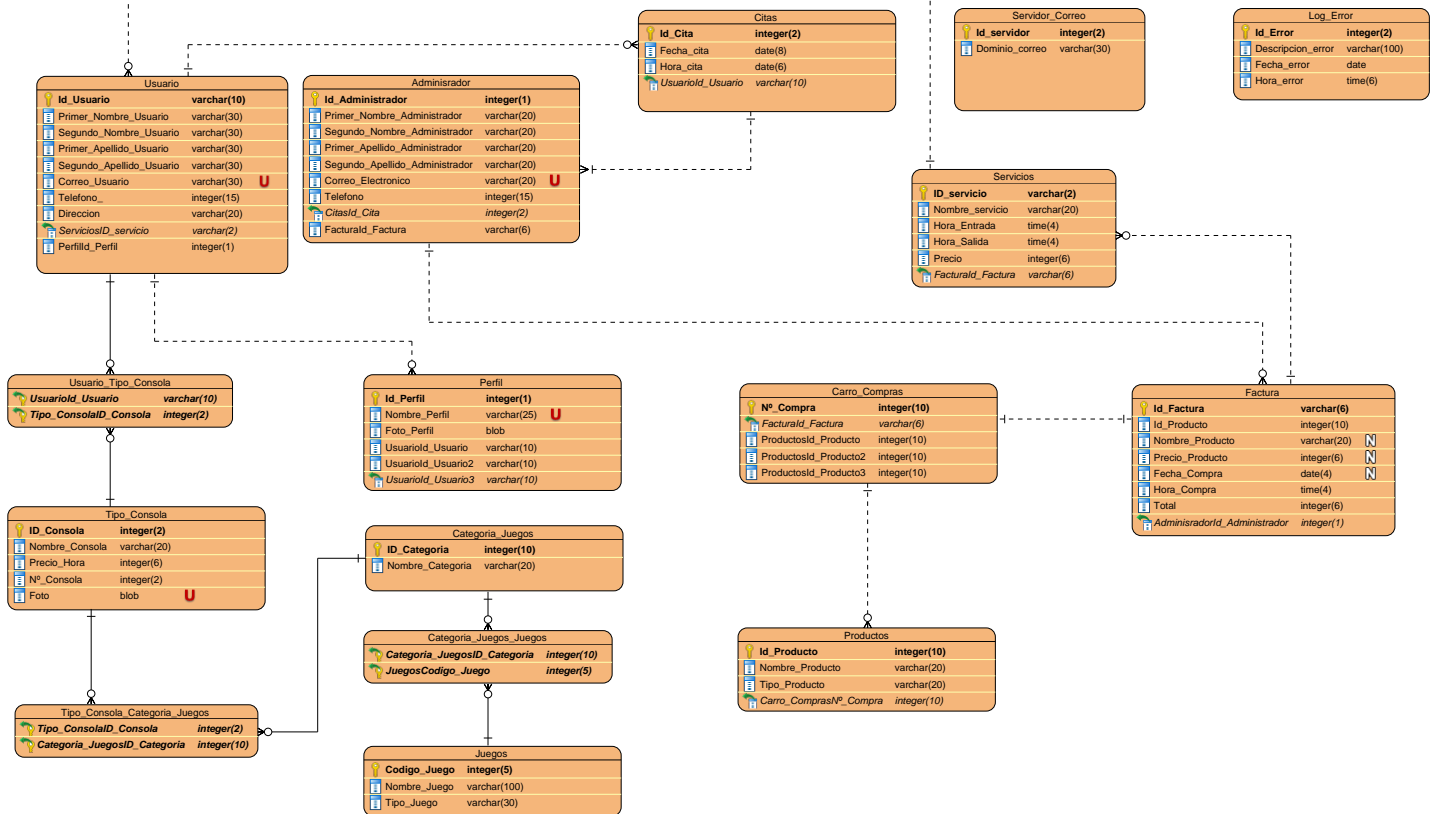 Citas
Id_Cita integer(2)
Fecha_cita date(8)
Hora_cita date(6)
UsuarioId_Usuario varchar(10)
Servidor_Correo
Id_servidor integer(2)
Dominio_correo varchar(30)
Log_Error
Id_Error integer(2)
Descripcion_error varchar(100)
Fecha_error date
Hora_error time(6)
Usuario
Id_Usuario varchar(10)
Primer_Nombre_Usuario varchar(30)
Segundo_Nombre_Usuario varchar(30)
Primer_Apellido_Usuario varchar(30)
Segundo_Apellido_Usuario varchar(30)
Correo_Usuario varchar(30) U
Telefono_ integer(15)
Direccion varchar(20)
ServiciosID_servicio varchar(2)
PerfilId_Perfil integer(1)
Adminisrador
Id_Administrador integer(1)
Primer_Nombre_Administrador varchar(20)
Segundo_Nombre_Administrador varchar(20)
Primer_Apellido_Administrador varchar(20)
Segundo_Apellido_Administrador varchar(20)
Correo_Electronico varchar(20) U
Telefono integer(15)
CitasId_Cita integer(2)
FacturaId_Factura varchar(6)
Servicios
ID_servicio varchar(2)
Nombre_servicio varchar(20)
Hora_Entrada time(4)
Hora_Salida time(4)
Precio integer(6)
FacturaId_Factura varchar(6)
Usuario_Tipo_Consola
UsuarioId_Usuario varchar(10)
Tipo_ConsolaID_Consola integer(2)
Perfil
Id_Perfil integer(1)
Nombre_Perfil varchar(25) U
Foto_Perfil blob
UsuarioId_Usuario varchar(10)
UsuarioId_Usuario2 varchar(10)
UsuarioId_Usuario3 varchar(10)
Carro_Compras
Nº_Compra integer(10)
FacturaId_Factura varchar(6)
ProductosId_Producto integer(10)
ProductosId_Producto2 integer(10)
ProductosId_Producto3 integer(10)
Factura
Id_Factura varchar(6)
Id_Producto integer(10)
Nombre_Producto varchar(20) N
Precio_Producto integer(6) N
Fecha_Compra date(4) N
Hora_Compra time(4)
Total integer(6)
AdminisradorId_Administrador integer(1)
Tipo_Consola
ID_Consola integer(2)
Nombre_Consola varchar(20)
Precio_Hora integer(6)
Nº_Consola integer(2)
Foto blob U
Categoria_Juegos
ID_Categoria integer(10)
Nombre_Categoria varchar(20)
Categoria_Juegos_Juegos
Categoria_JuegosID_Categoria integer(10)
JuegosCodigo_Juego integer(5)
Productos
Id_Producto integer(10)
Nombre_Producto varchar(20)
Tipo_Producto varchar(20)
Carro_ComprasNº_Compra integer(10)
Tipo_Consola_Categoria_Juegos
Tipo_ConsolaID_Consola integer(2)
Categoria_JuegosID_Categoria integer(10)
Juegos
Codigo_Juego integer(5)
Nombre_Juego varchar(100)
Tipo_Juego varchar(30)